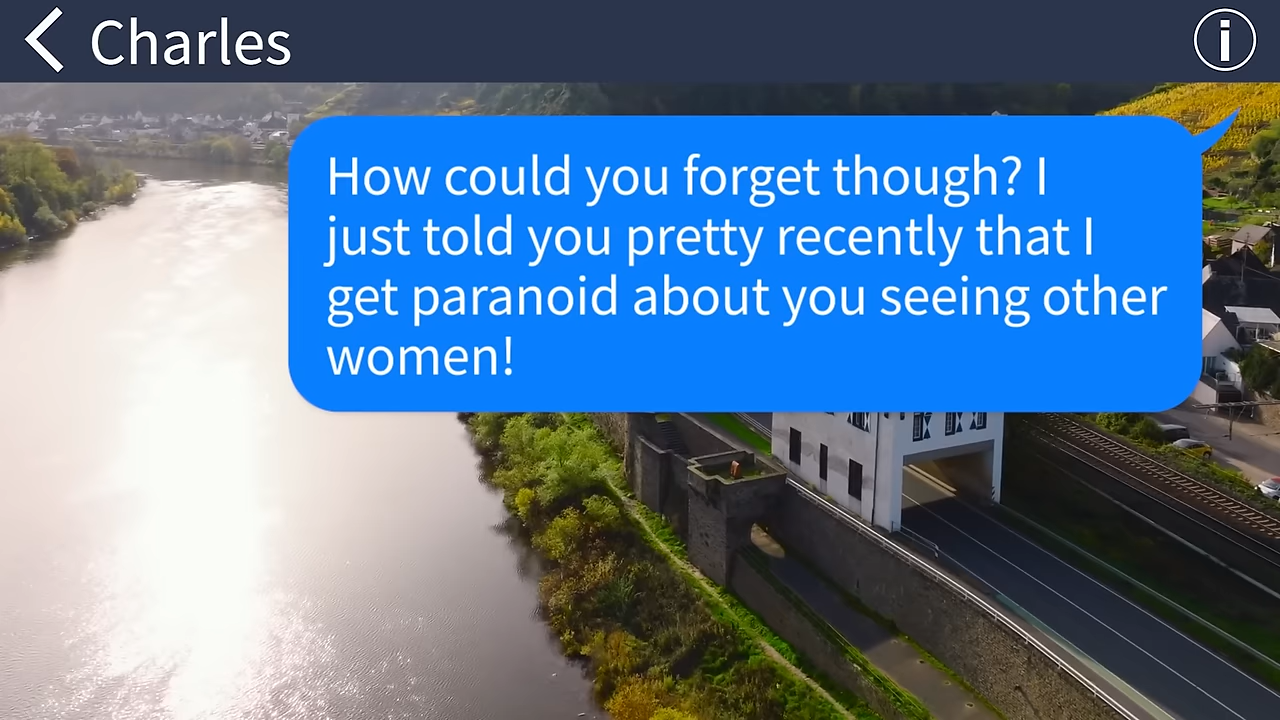 Charles
How could you forget though? I
just told you pretty recently that I
get paranoid about you seeing other
women!